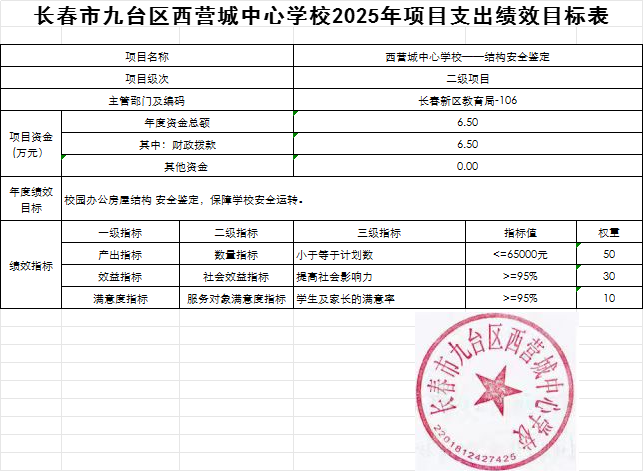 长春市九台区西营城中心学校2025年项目支出绩效目标表
项目名称 西营城中心学校——结构安全鉴定
项目级次 二级项目
主管部门及编码 长春新区教育局-106
项目资金（万元） 年度资金总额 6.50
其中：财政拨款 6.50
其他资金 0.00
年度绩效目标 校园办公房屋结构 安全鉴定，保障学校安全运转。
绩效指标 一级指标 二级指标 三级指标 指标值 权重
产出指标 数量指标 小于等于计划数 <=65000元 50
效益指标 社会效益指标 提高社会影响力 >=95% 30
满意度指标 服务对象满意度指标 学生及家长的满意率 >=95% 10
长春市九台区西营城中心学校
2201812427425